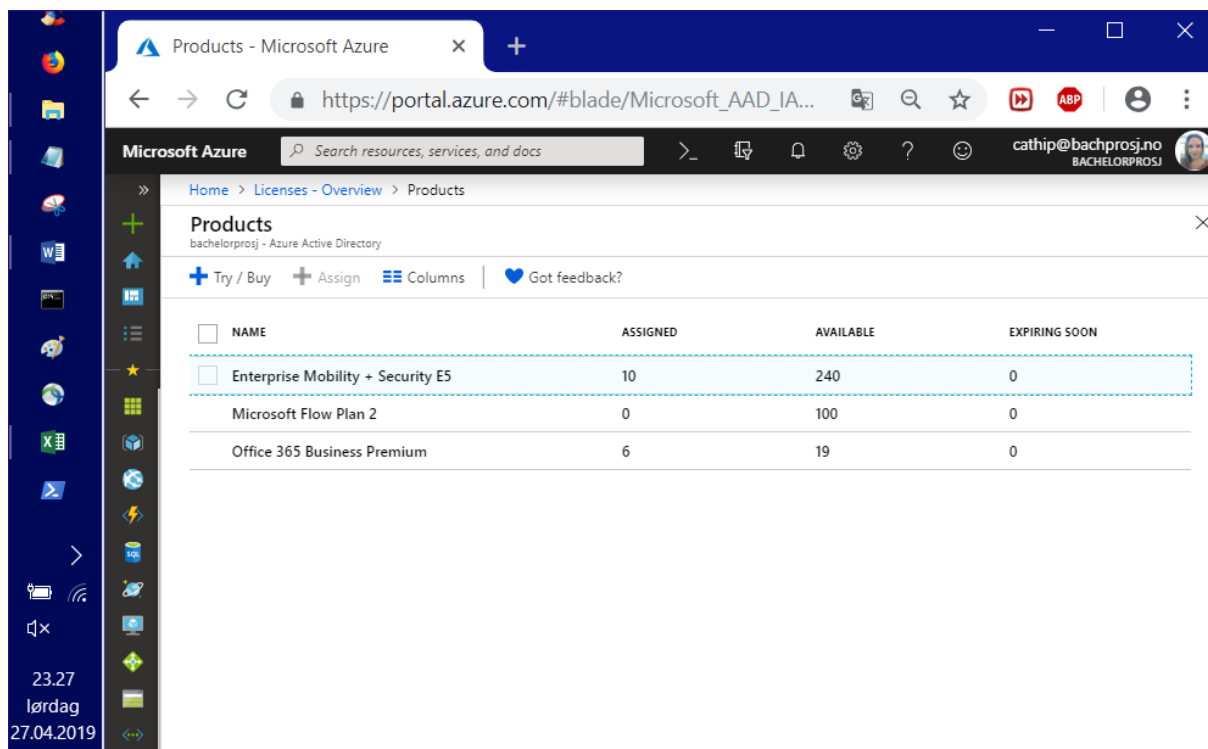 Products - Microsoft Azure
https://portal.azure.com/#blade/Microsoft_AAD_IA...
ABP
Microsoft Azure
Search resources, services, and docs
cathip@bachprosj.no
BACHELORPROSJ
Home > Licenses - Overview > Products
Products
bachelorprosj - Azure Active Directory
Try / Buy Assign Columns Got feedback?
NAME ASSIGNED AVAILABLE EXPIRING SOON
Enterprise Mobility + Security E5 10 240 0
Microsoft Flow Plan 2 0 100 0
Office 365 Business Premium 6 19 0
SQL
23.27
lørdag
27.04.2019